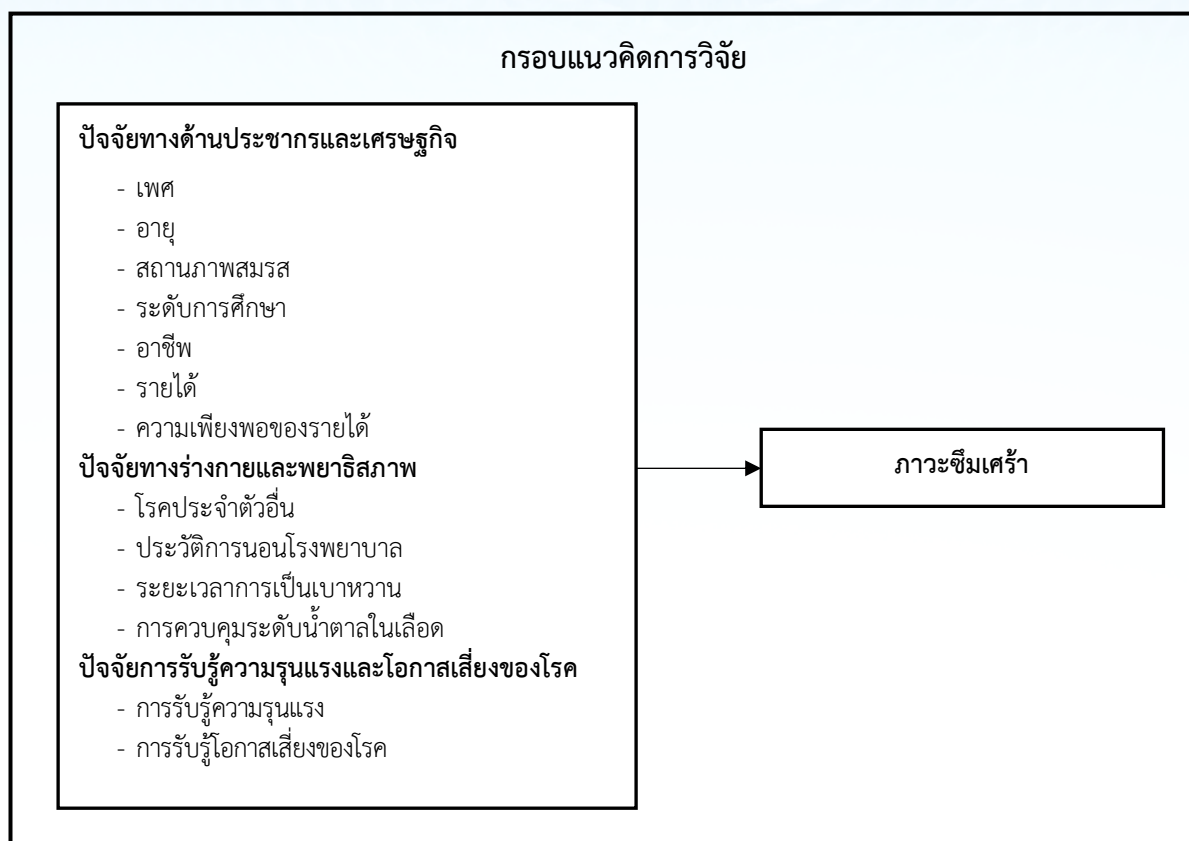 กรอบแนวคิดการวิจัย
ปัจจัยทางด้านประชากรและเศรษฐกิจ
- เพศ
- อายุ
- สถานภาพสมรส
- ระดับการศึกษา
- อาชีพ
- รายได้
- ความเพียงพอของรายได้
ปัจจัยทางร่างกายและพยาธิสภาพ
- โรคประจำตัวอื่น
- ประวัติการนอนโรงพยาบาล
- ระยะเวลาการเป็นเบาหวาน
- การควบคุมระดับน้ำตาลในเลือด
ปัจจัยการรับรู้ความรุนแรงและโอกาสเสี่ยงของโรค
- การรับรู้ความรุนแรง
- การรับรู้โอกาสเสี่ยงของโรค
ภาวะซึมเศร้า